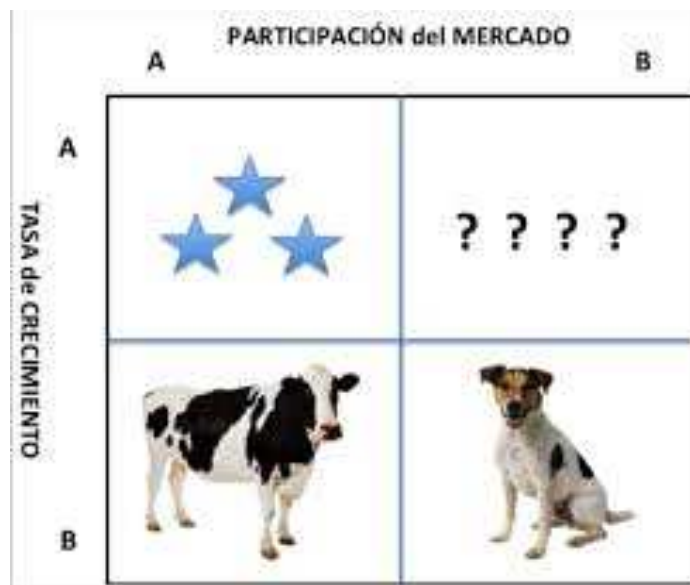 PARTICIPACIÓN del MERCADO
A B
A
? ? ? ?
TASA de CRECIMIENTO
B